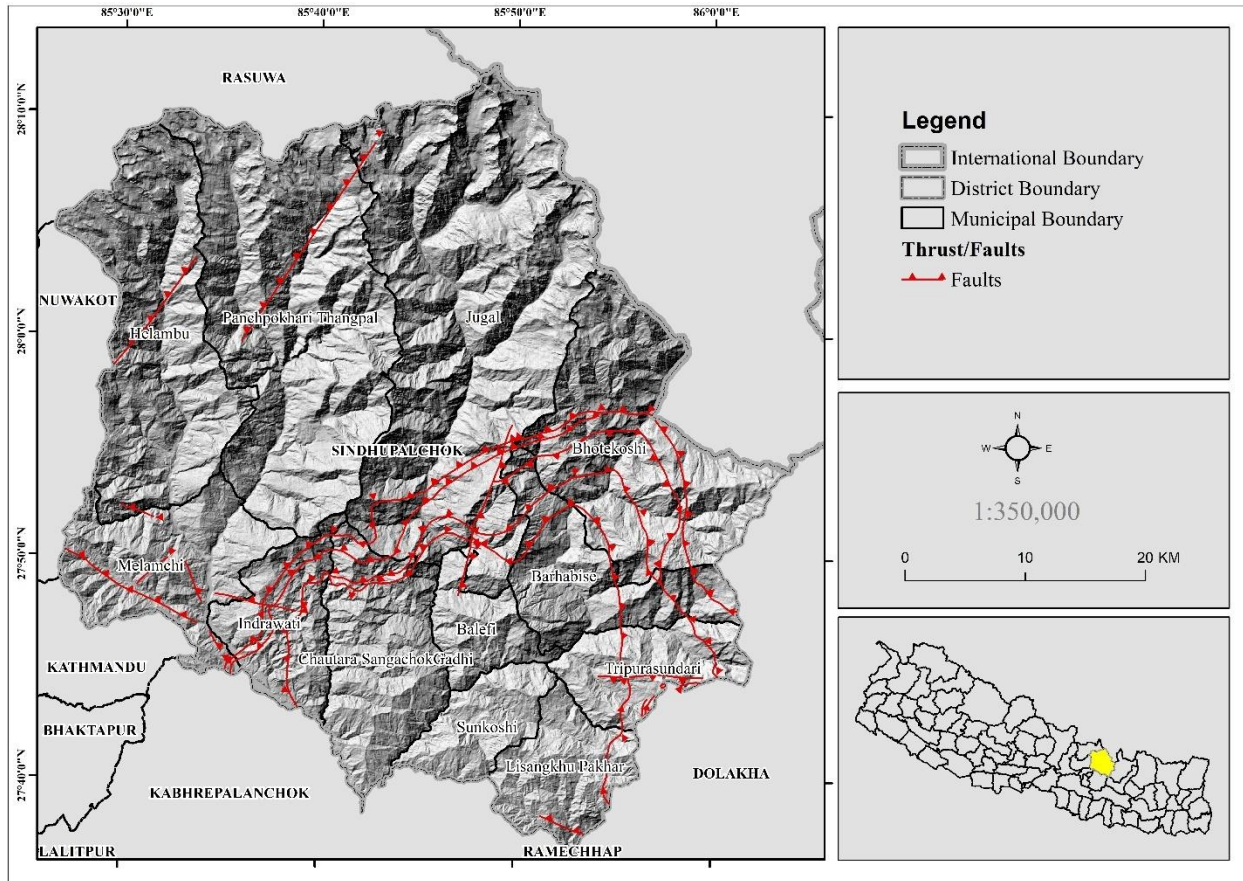 85°30'0"E 85°40'0"E 85°50'0"E 86°0'0"E
28°10'0"N
28°0'0"N
27°50'0"N
27°40'0"N
RASUWA
NUWAKOT
Helambu
Panchpokhari Thangpal
Jugal
SINDHUPALCHOK
Bhotekoshi
Melamchi
Barhabise
Indrawati
Balefi
Chautara SangachokGadhi
Tripurasundari
KATHMANDU
BHAKTAPUR
Sunkoshi
Lisangkhu Pakhar
DOLAKHA
KABHREPALANCHOK
LALITPUR
RAMECHHAP
Legend
International Boundary
District Boundary
Municipal Boundary
Thrust/Faults
Faults
N
W E
S
1:350,000
0 10 20 KM